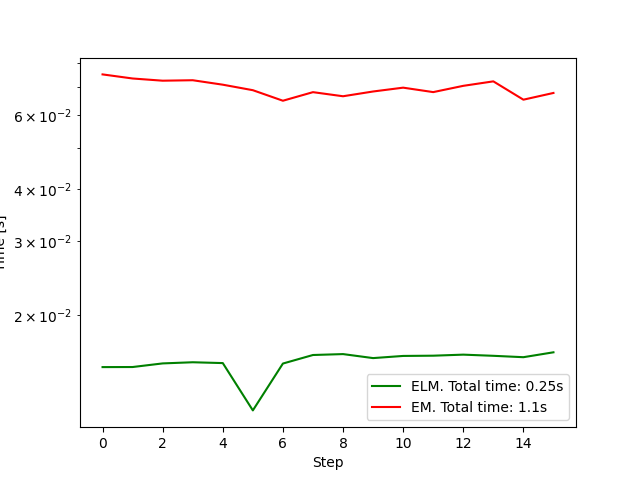 6 × 10⁻²
4 × 10⁻²
3 × 10⁻²
2 × 10⁻²
Time [s]
ELM. Total time: 0.25s
EM. Total time: 1.1s
0 2 4 6 8 10 12 14
Step